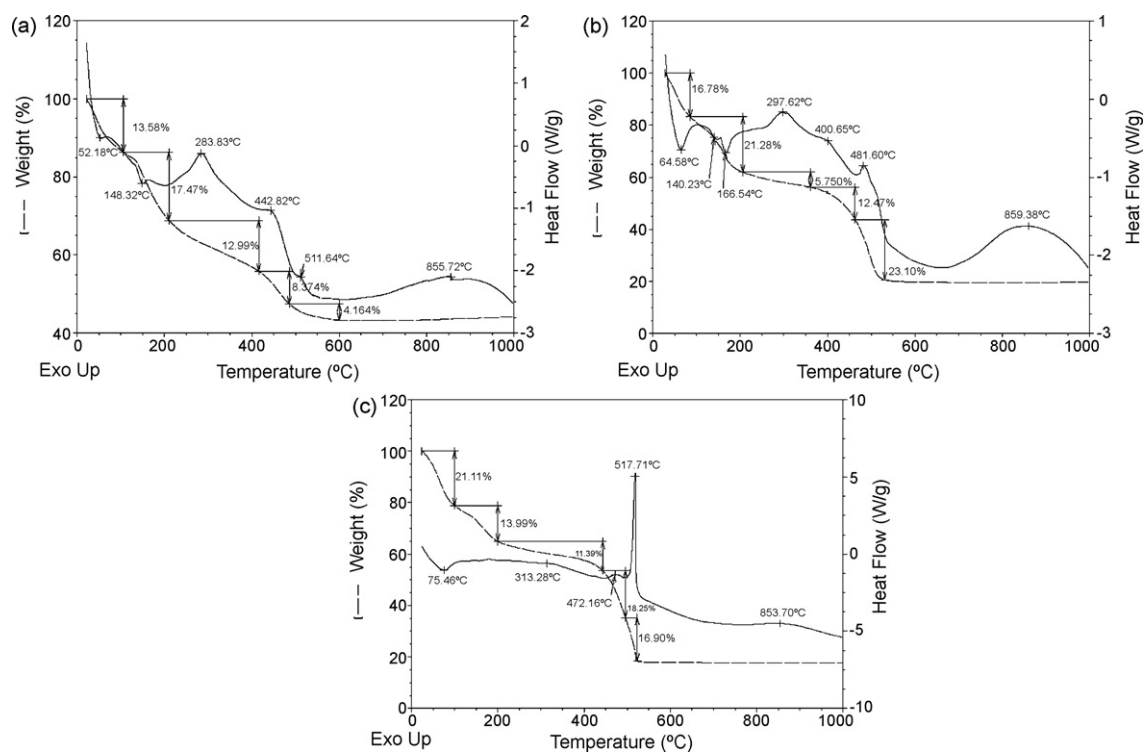 (a)
120
100
80
60
40
Weight (%)
2
1
0
-1
-2
-3
Heat Flow (W/g)
13.58%
52.18ºC
283.83ºC
148.32ºC
17.47%
442.82ºC
12.99%
511.64ºC
8.374%
855.72ºC
4.164%
0 200 400 600 800 1000
Exo Up
Temperature (ºC)
(b)
120
100
80
60
40
20
0
Weight (%)
1
0
-1
-2
-3
Heat Flow (W/g)
16.78%
297.62ºC
64.58ºC
21.28%
400.65ºC
140.23ºC
166.54ºC
481.60ºC
5.750%
12.47%
859.38ºC
23.10%
0 200 400 600 800 1000
Exo Up
Temperature (ºC)
(c)
120
100
80
60
40
20
0
Weight (%)
10
5
0
-5
-10
Heat Flow (W/g)
21.11%
517.71ºC
13.99%
11.39%
75.46ºC
313.28ºC
472.16ºC
18.25%
853.70ºC
16.90%
0 200 400 600 800 1000
Exo Up
Temperature (ºC)